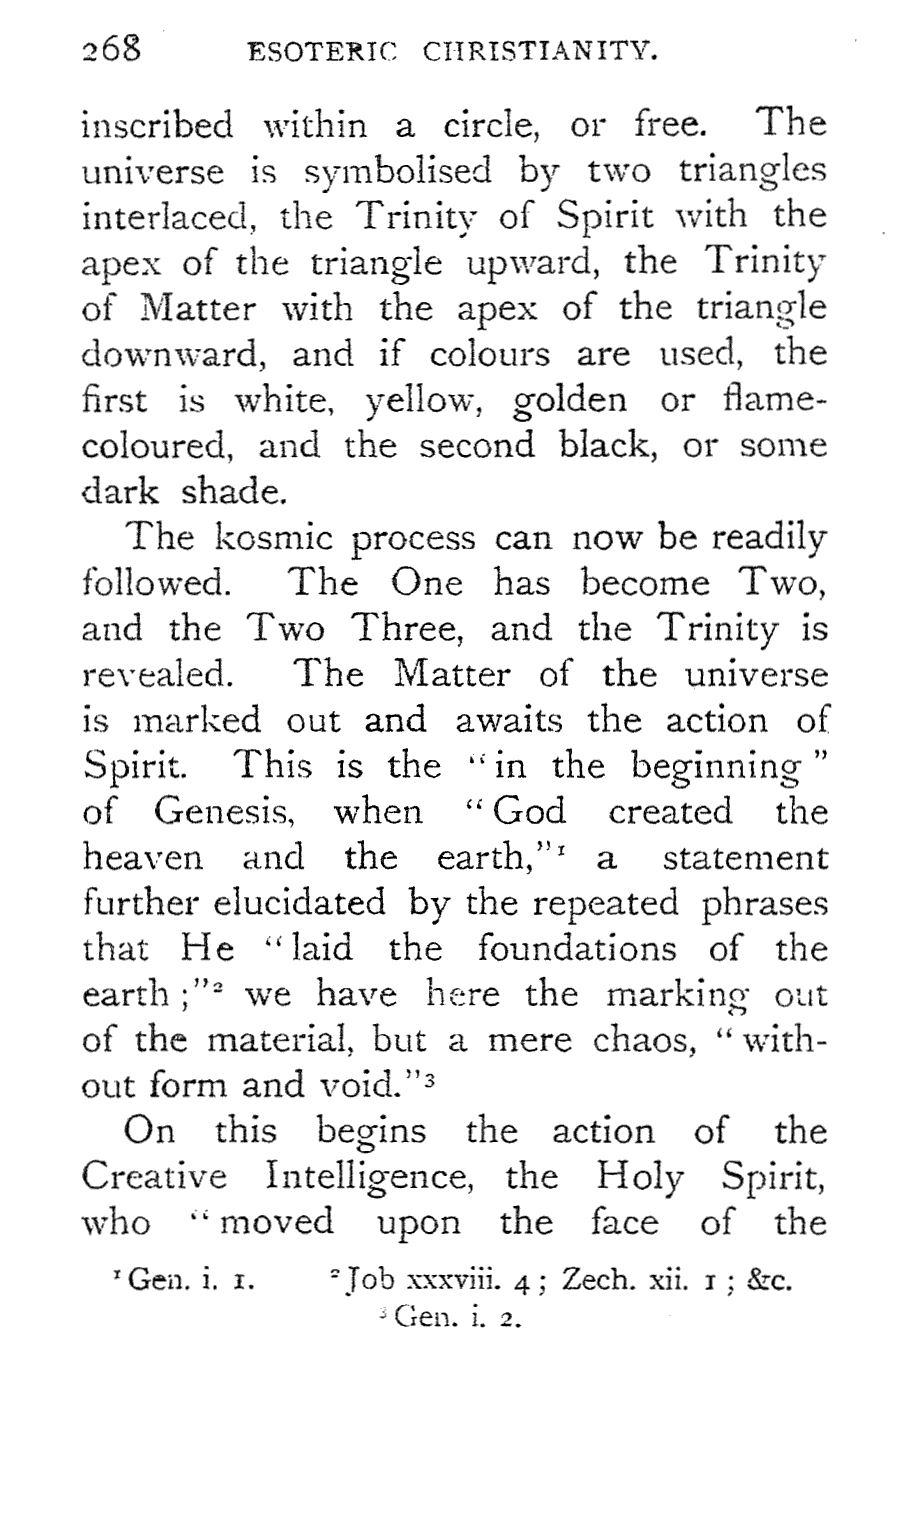 268 ESOTERIC CHRISTIANITY.
inscribed within a circle, or free. The
universe is symbolised by two triangles
interlaced, the Trinity of Spirit with the
apex of the triangle upward, the Trinity
of Matter with the apex of the triangle
downward, and if colours are used, the
first is white, yellow, golden or flame-
coloured, and the second black, or some
dark shade.
The kosmic process can now be readily
followed. The One has become Two,
and the Two Three, and the Trinity is
revealed. The Matter of the universe
is marked out and awaits the action of
Spirit. This is the “in the beginning”
of Genesis, when “God created the
heaven and the earth,”¹ a statement
further elucidated by the repeated phrases
that He “laid the foundations of the
earth;”² we have here the marking out
of the material, but a mere chaos, “with-
out form and void.”³
On this begins the action of the
Creative Intelligence, the Holy Spirit,
who “moved upon the face of the
¹ Gen. i. 1. ² Job xxxviii. 4; Zech. xii. 1; &c.
³ Gen. i. 2.